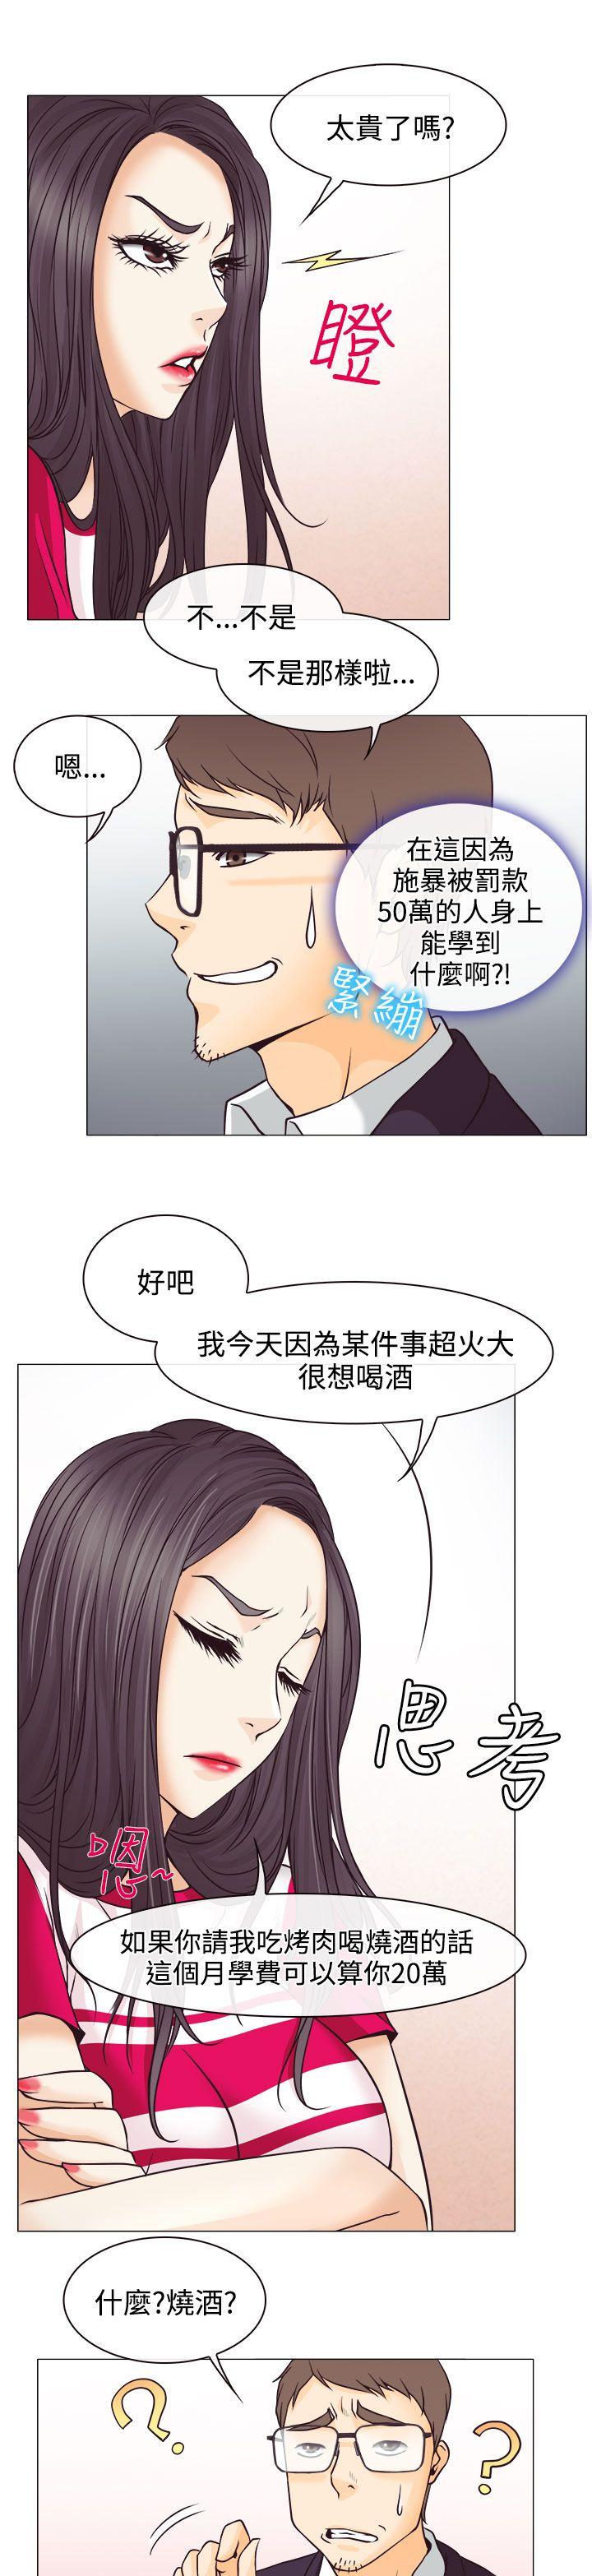 太貴了嗎?
瞪
不...不是
不是那樣啦...
嗯...
在這因為
施暴被罰款
50萬的人身上
能學到
什麼啊?!
緊繃
好吧
我今天因為某件事超火大
很想喝酒
思考
嗯~
如果你請我吃烤肉喝燒酒的話
這個月學費可以算你20萬
什麼?燒酒?
?
?